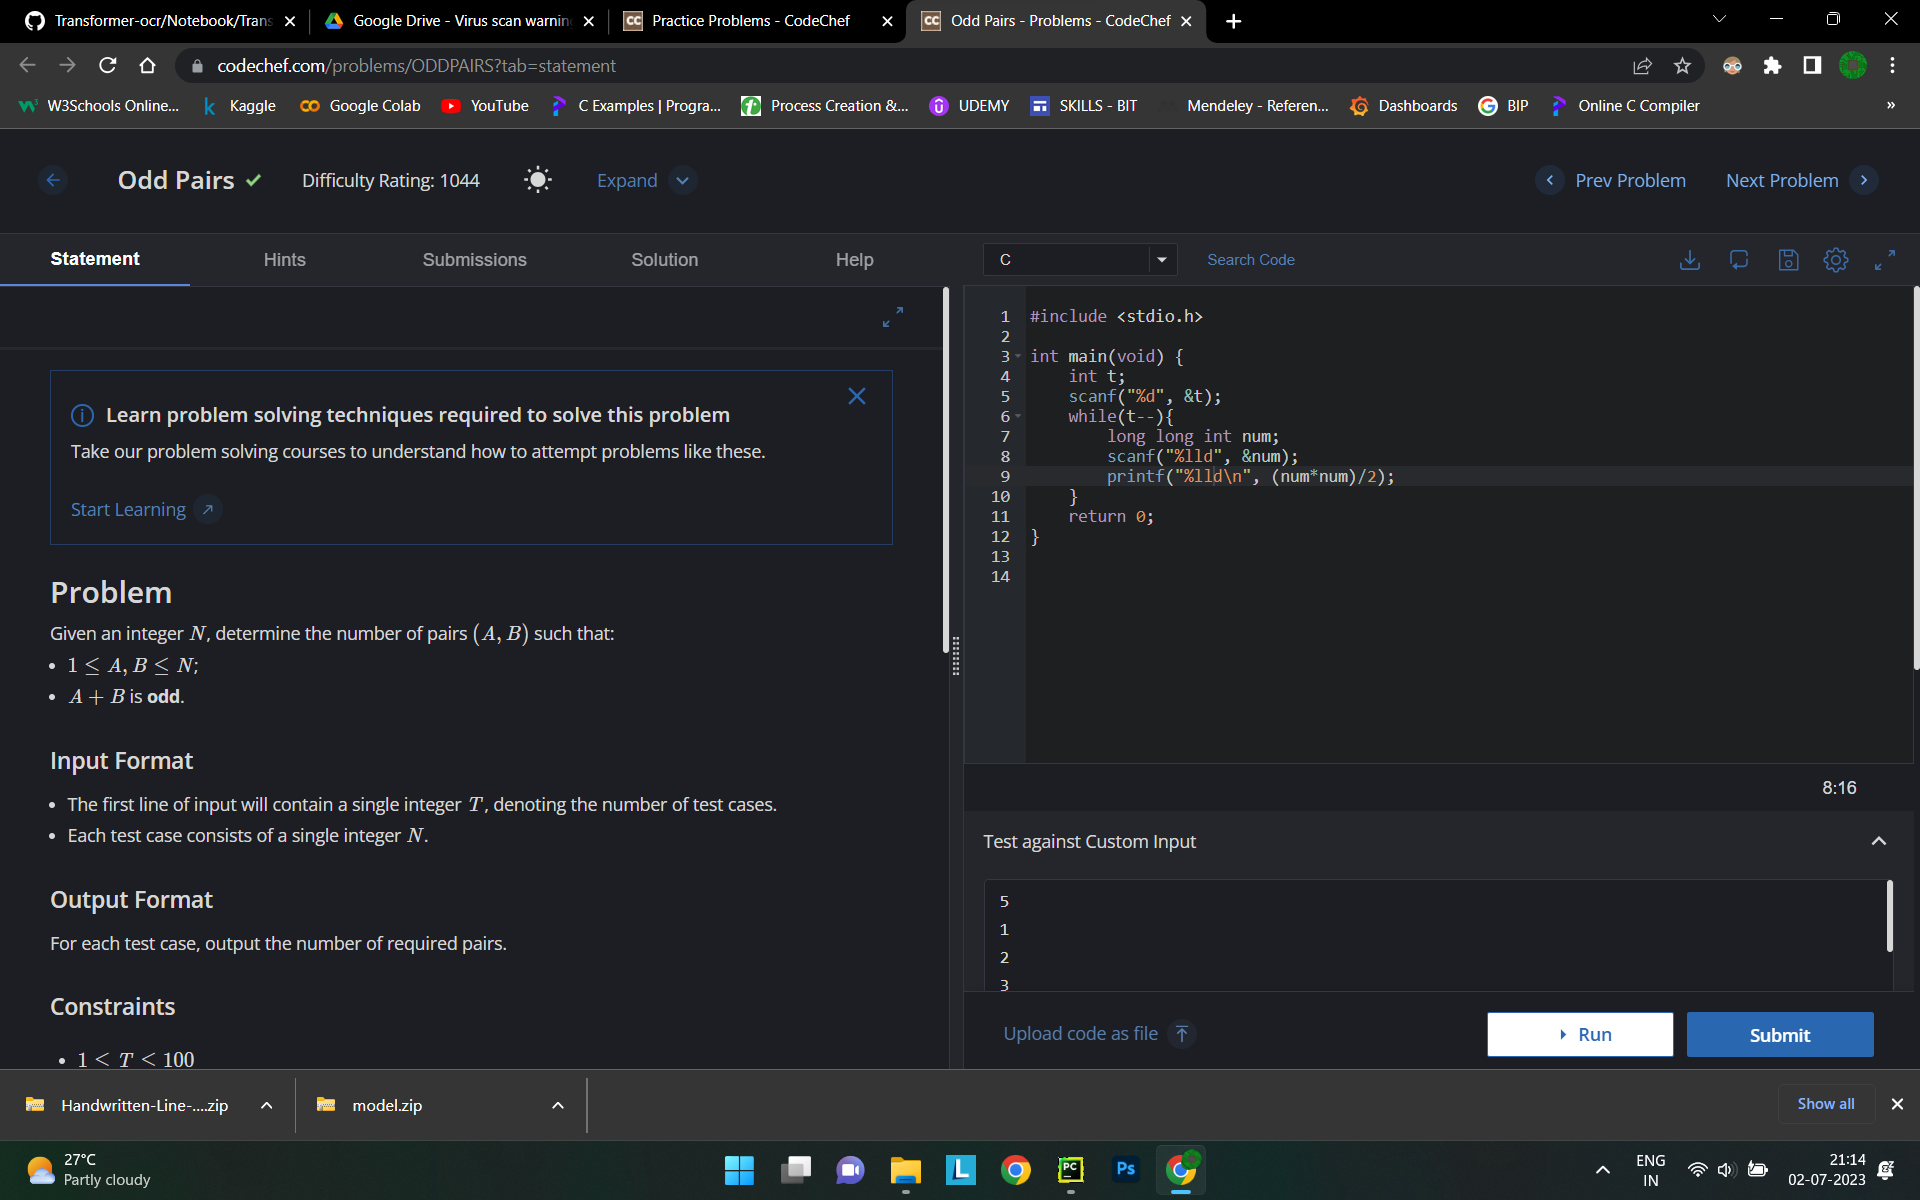 Transformer-ocr/Notebook/Trans
Google Drive - Virus scan warnin
CC Practice Problems - CodeChef
CC Odd Pairs - Problems - CodeChef
codechef.com/problems/ODDPAIRS?tab=statement
W3Schools Online...
Kaggle
Google Colab
YouTube
C Examples | Progra...
Process Creation &...
UDEMY
SKILLS - BIT
Mendeley - Referen...
Dashboards
BIP
Online C Compiler
»
Odd Pairs
Difficulty Rating: 1044
Expand
Prev Problem
Next Problem
Statement
Hints
Submissions
Solution
Help
Learn problem solving techniques required to solve this problem
Take our problem solving courses to understand how to attempt problems like these.
Start Learning
Problem
Given an integer N, determine the number of pairs (A, B) such that:
• 1 ≤ A, B ≤ N;
• A + B is odd.
Input Format
• The first line of input will contain a single integer T, denoting the number of test cases.
• Each test case consists of a single integer N.
Output Format
For each test case, output the number of required pairs.
Constraints
• 1 < T < 100
C
Search Code
1 #include <stdio.h>
2
3 int main(void) {
4 int t;
5 scanf("%d", &t);
6 while(t--){
7 long long int num;
8 scanf("%lld", &num);
9 printf("%lld\n", (num*num)/2);
10 }
11 return 0;
12 }
13
14
8:16
Test against Custom Input
5
1
2
3
Upload code as file
Run
Submit
Handwritten-Line-....zip
model.zip
Show all
27°C
Partly cloudy
L
PC
Ps
ENG
IN
21:14
02-07-2023